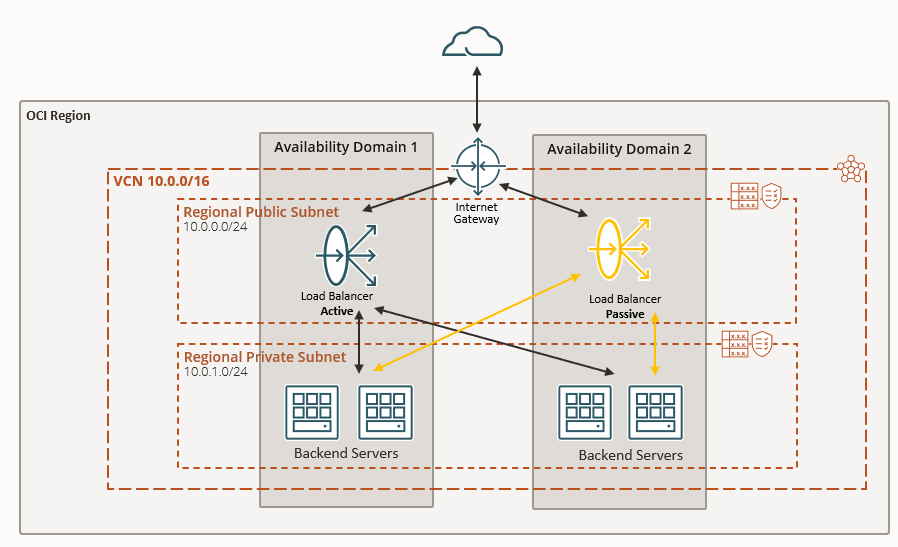 OCI Region
Availability Domain 1
Availability Domain 2
VCN 10.0.0/16
Internet
Gateway
Regional Public Subnet
10.0.0.0/24
Load Balancer
Active
Load Balancer
Passive
Regional Private Subnet
10.0.1.0/24
Backend Servers
Backend Servers